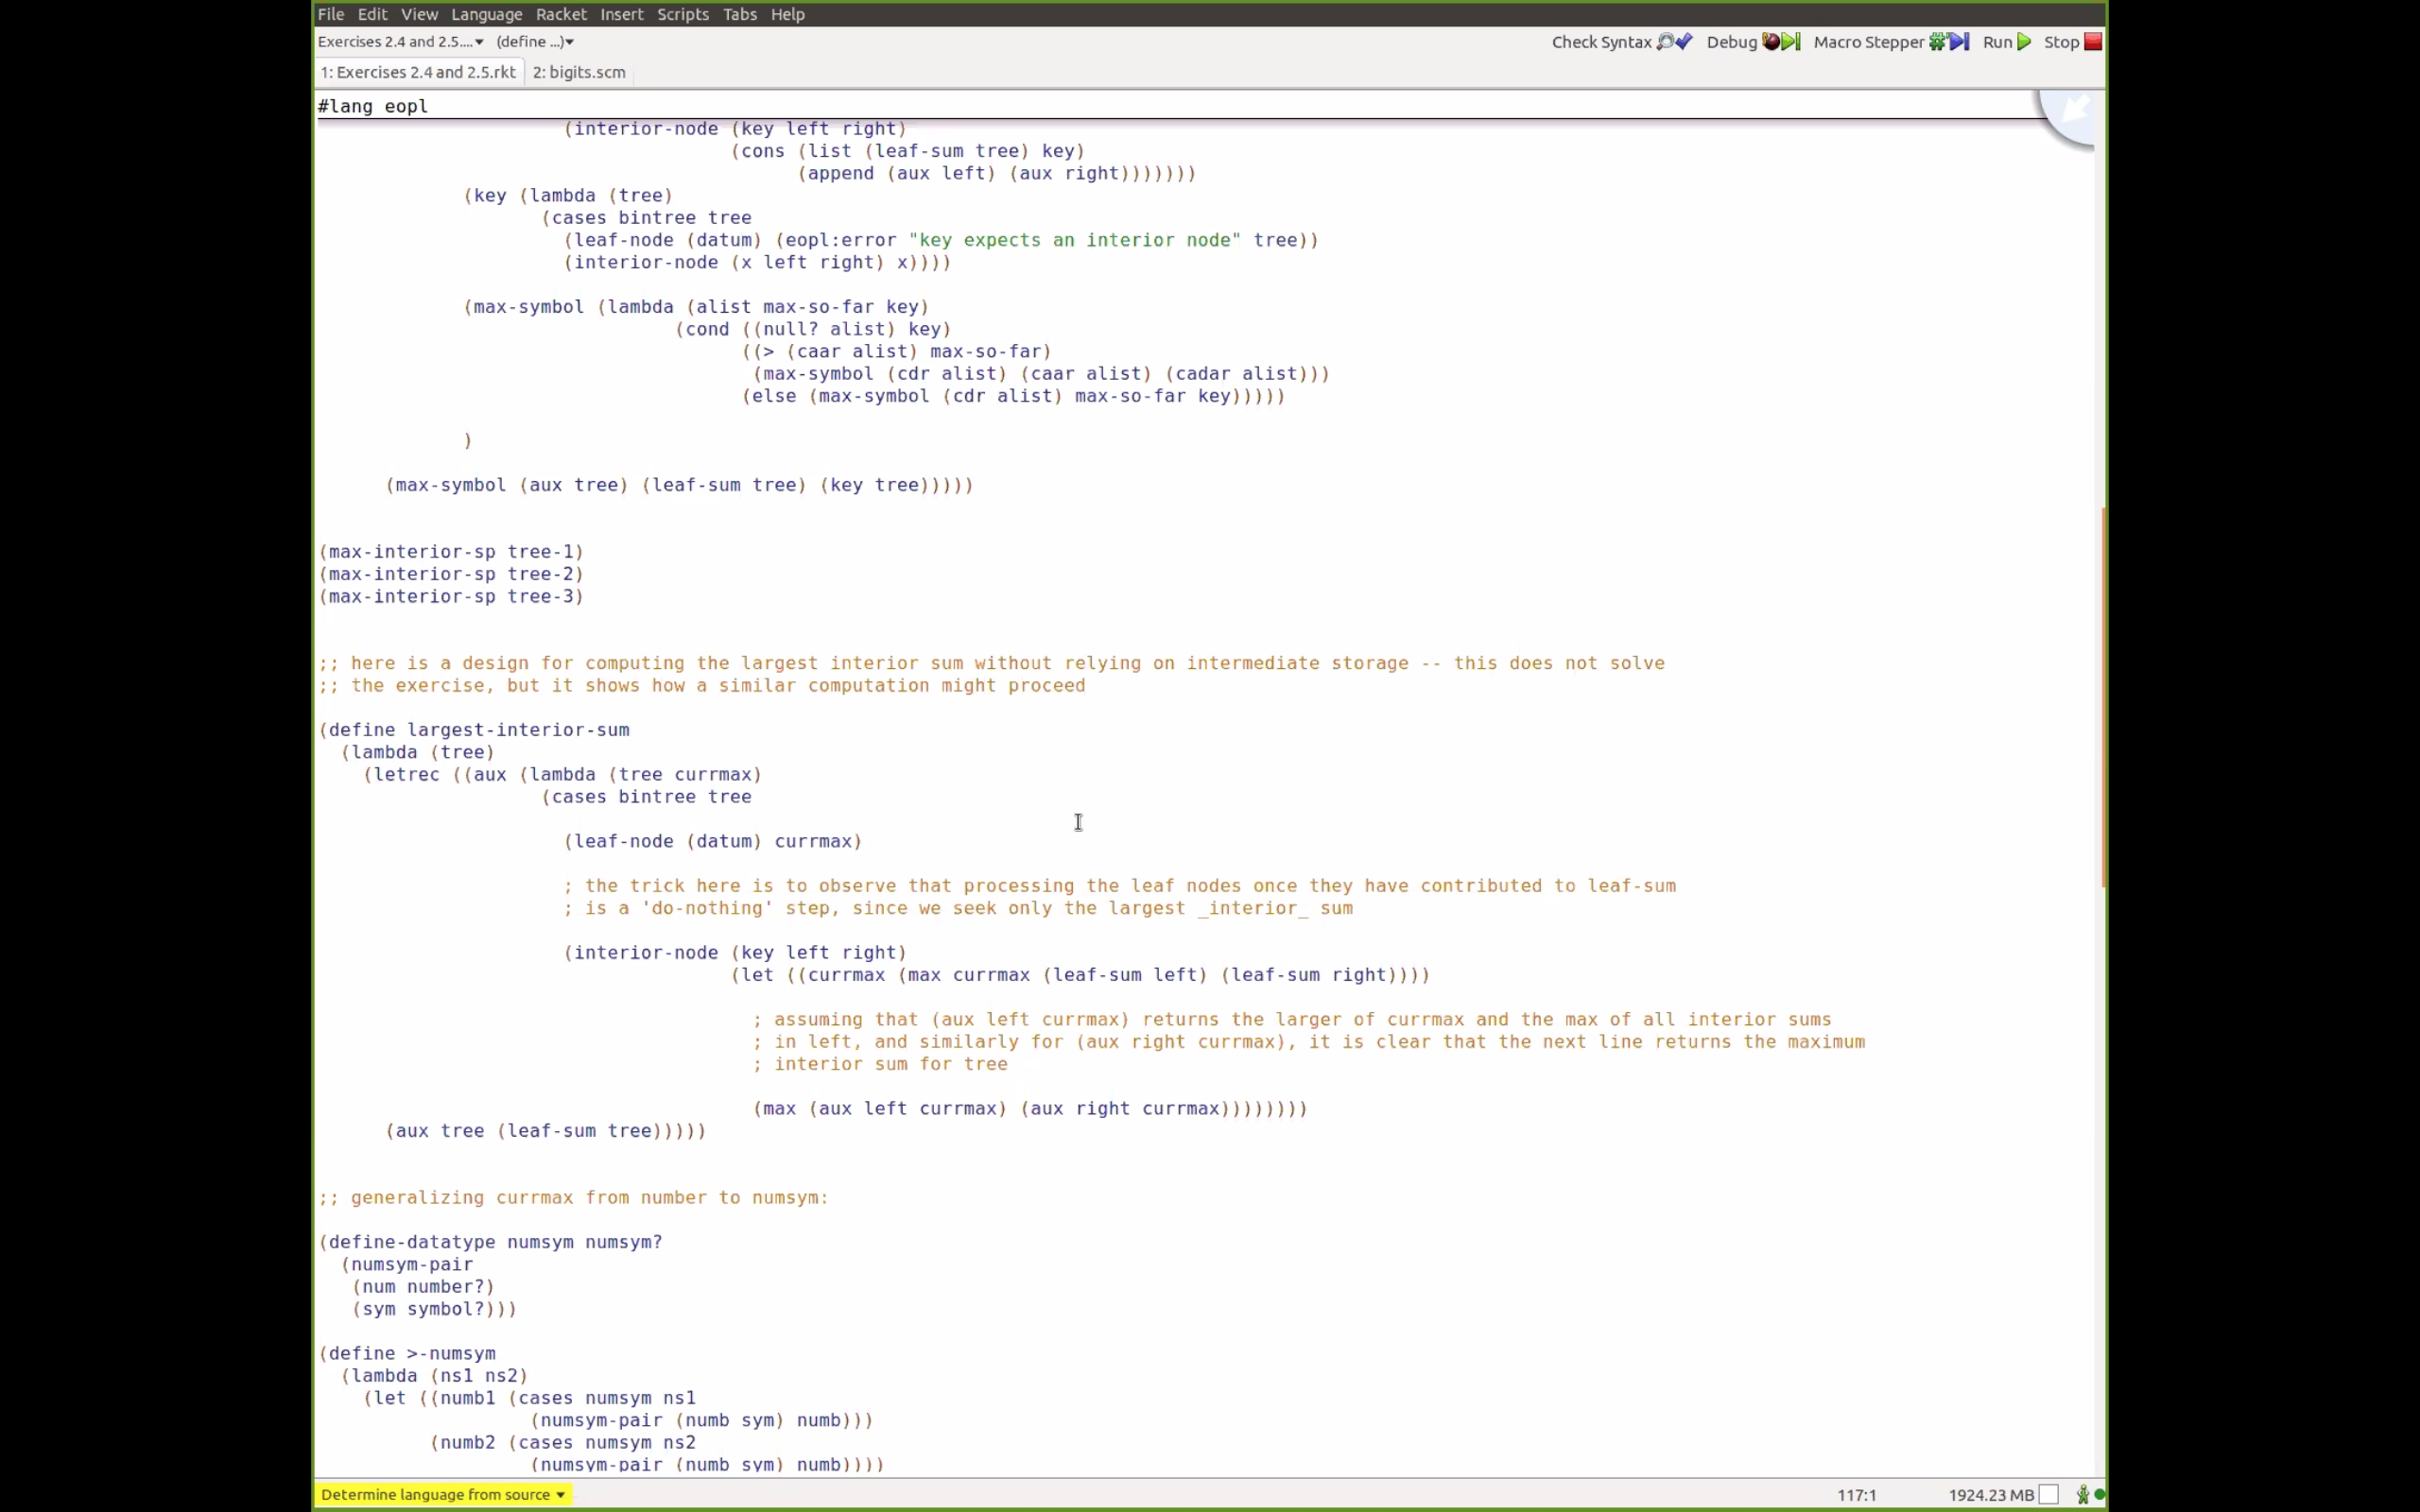 File Edit View Language Racket Insert Scripts Tabs Help
Exercises 2.4 and 2.5.... (define ...) Check Syntax Debug Macro Stepper Run Stop
1: Exercises 2.4 and 2.5.rkt 2: bigits.scm
#lang eopl
(interior-node (key left right)
(cons (list (leaf-sum tree) key)
(append (aux left) (aux right)))))))
(key (lambda (tree)
(cases bintree tree
(leaf-node (datum) (eopl:error "key expects an interior node" tree))
(interior-node (x left right) x))))
(max-symbol (lambda (alist max-so-far key)
(cond ((null? alist) key)
((> (caar alist) max-so-far)
(max-symbol (cdr alist) (caar alist) (cadar alist)))
(else (max-symbol (cdr alist) max-so-far key)))))
)
(max-symbol (aux tree) (leaf-sum tree) (key tree)))))
(max-interior-sp tree-1)
(max-interior-sp tree-2)
(max-interior-sp tree-3)
;; here is a design for computing the largest interior sum without relying on intermediate storage -- this does not solve
;; the exercise, but it shows how a similar computation might proceed
(define largest-interior-sum
(lambda (tree)
(letrec ((aux (lambda (tree currmax)
(cases bintree tree
(leaf-node (datum) currmax)
; the trick here is to observe that processing the leaf nodes once they have contributed to leaf-sum
; is a 'do-nothing' step, since we seek only the largest _interior_ sum
(interior-node (key left right)
(let ((currmax (max currmax (leaf-sum left) (leaf-sum right))))
; assuming that (aux left currmax) returns the larger of currmax and the max of all interior sums
; in left, and similarly for (aux right currmax), it is clear that the next line returns the maximum
; interior sum for tree
(max (aux left currmax) (aux right currmax))))))))
(aux tree (leaf-sum tree)))))
;; generalizing currmax from number to numsym:
(define-datatype numsym numsym?
(numsym-pair
(num number?)
(sym symbol?)))
(define >-numsym
(lambda (ns1 ns2)
(let ((numb1 (cases numsym ns1
(numsym-pair (numb sym) numb)))
(numb2 (cases numsym ns2
(numsym-pair (numb sym) numb))))
Determine language from source 117:1 1924.23 MB